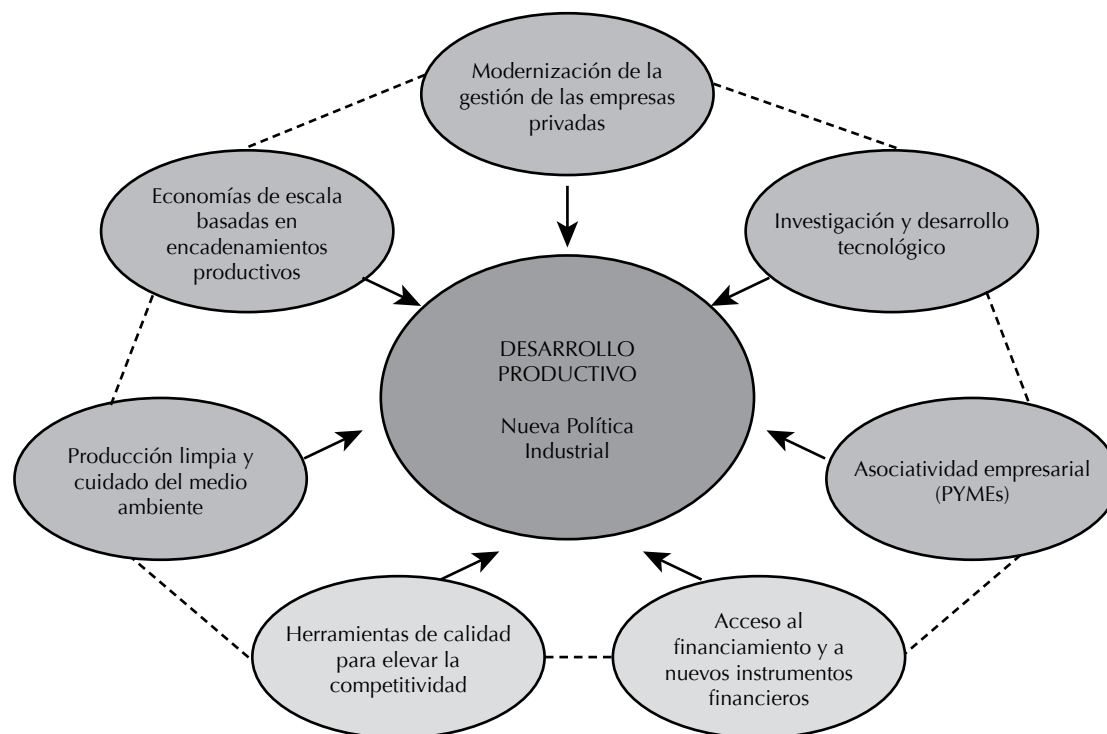 Modernización de la
gestión de las empresas
privadas
Economías de escala
basadas en
encadenamientos
productivos
Investigación y desarrollo
tecnológico
DESARROLLO
PRODUCTIVO
Nueva Política
Industrial
Producción limpia y
cuidado del medio
ambiente
Asociatividad empresarial
(PYMEs)
Herramientas de calidad
para elevar la
competitividad
Acceso al
financiamiento y a
nuevos instrumentos
financieros